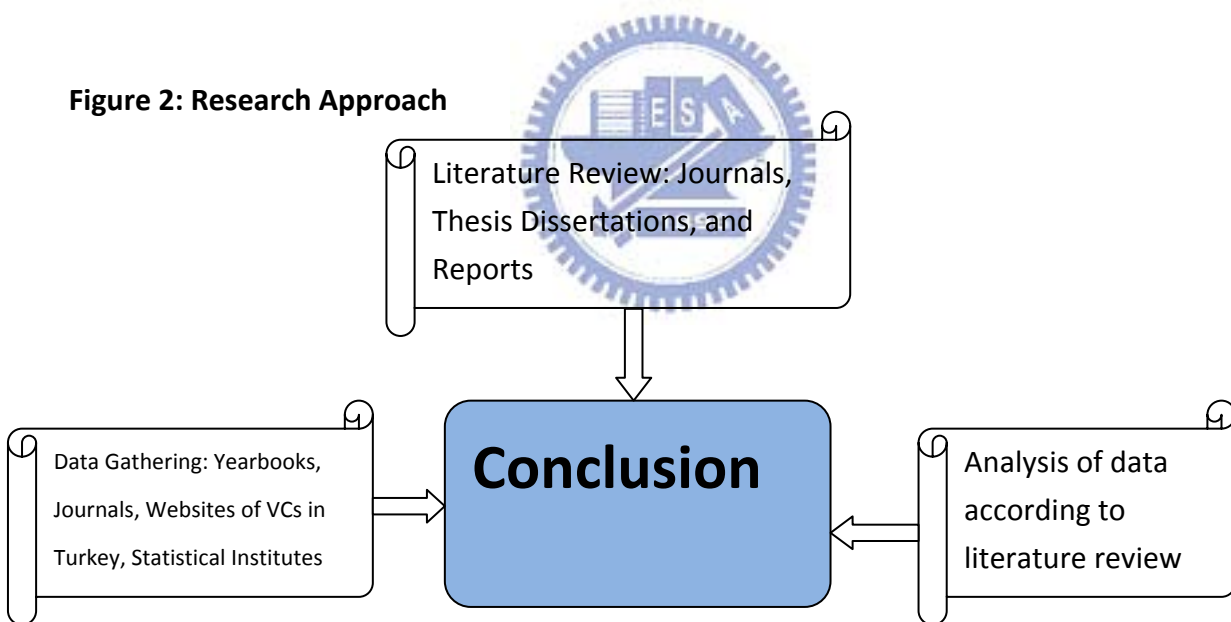 Figure 2: Research Approach
E S A
Literature Review: Journals,
Thesis Dissertations, and
Reports
Data Gathering: Yearbooks,
Journals, Websites of VCs in
Turkey, Statistical Institutes
Conclusion
Analysis of data
according to
literature review